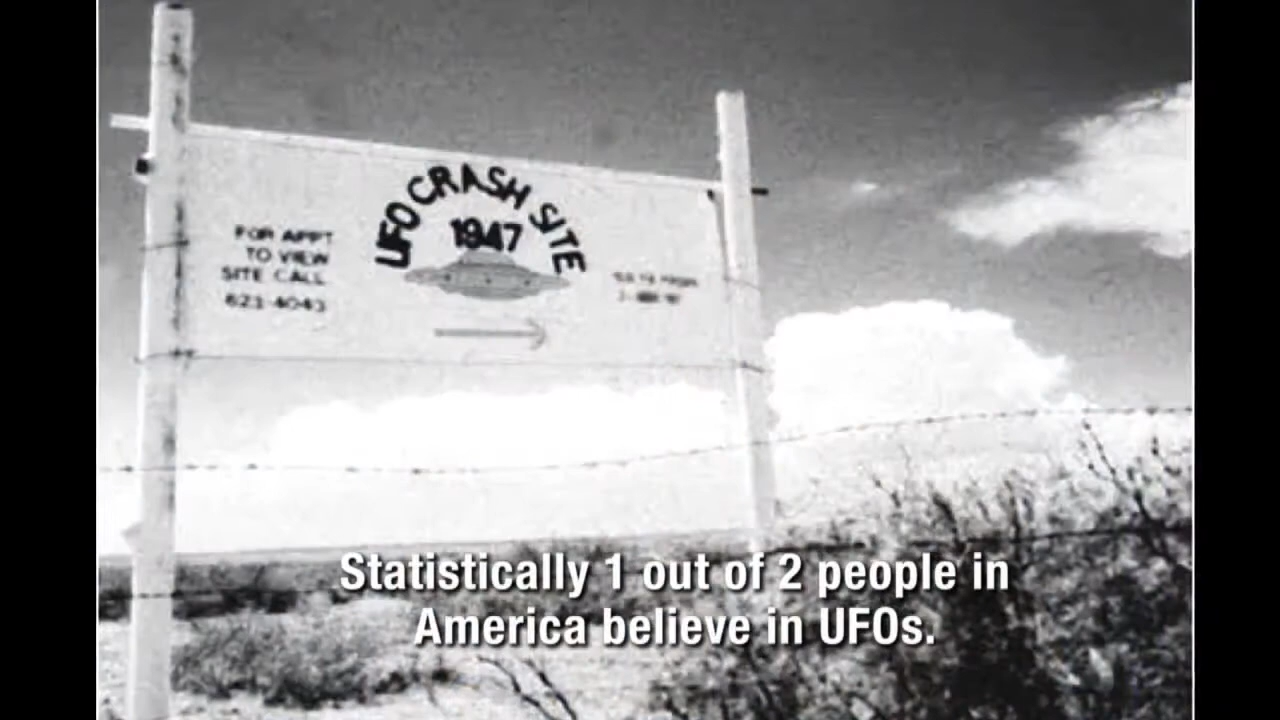 UFO CRASH SITE
1947
FOR APPT
TO VIEW
SITE CALL
623-4043
Statistically 1 out of 2 people in
America believe in UFOs.